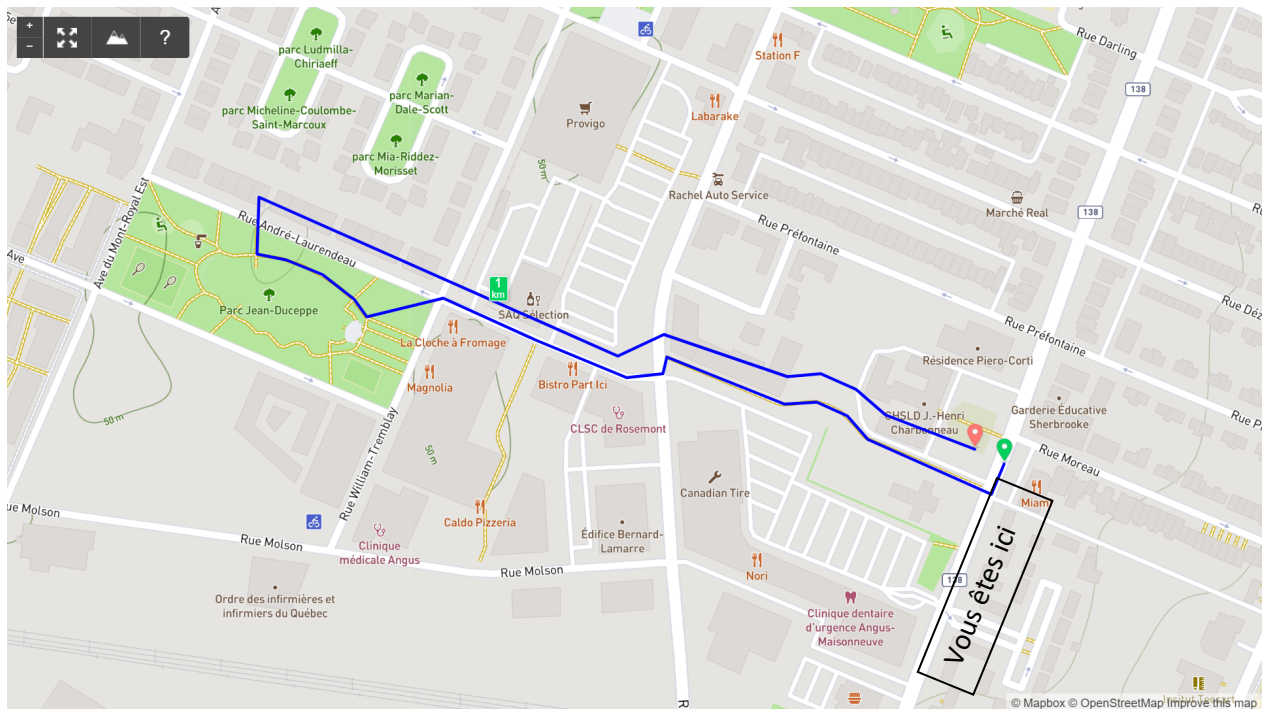 +
−
?
parc Ludmilla-
Chiriaeff
parc Micheline-Coulombe-
Saint-Marcoux
parc Marian-
Dale-Scott
parc Mia-Riddez-
Morisset
Provigo
Station F
Labarake
Rue Darling
138
Rachel Auto Service
Marché Real
138
Rue Préfontaine
50 m
Ave du Mont-Royal Est
Rue André-Laurendeau
Ave
Parc Jean-Duceppe
1
km
SAQ Sélection
La Cloche à Fromage
Magnolia
Bistro Part Ici
CLSC de Rosemont
50 m
50 m
Rue William-Tremblay
Rue Préfontaine
Résidence Piero-Corti
CHSLD J.-Henri
Charbonneau
Garderie Éducative
Sherbrooke
Rue Moreau
Miam
Canadian Tire
Caldo Pizzeria
Édifice Bernard-
Lamarre
Rue Molson
Rue Molson
Rue Molson
Clinique
médicale Angus
Ordre des infirmières et
infirmiers du Québec
Nori
Clinique dentaire
d'urgence Angus-
Maisonneuve
138
Vous êtes ici
© Mapbox © OpenStreetMap Improve this map